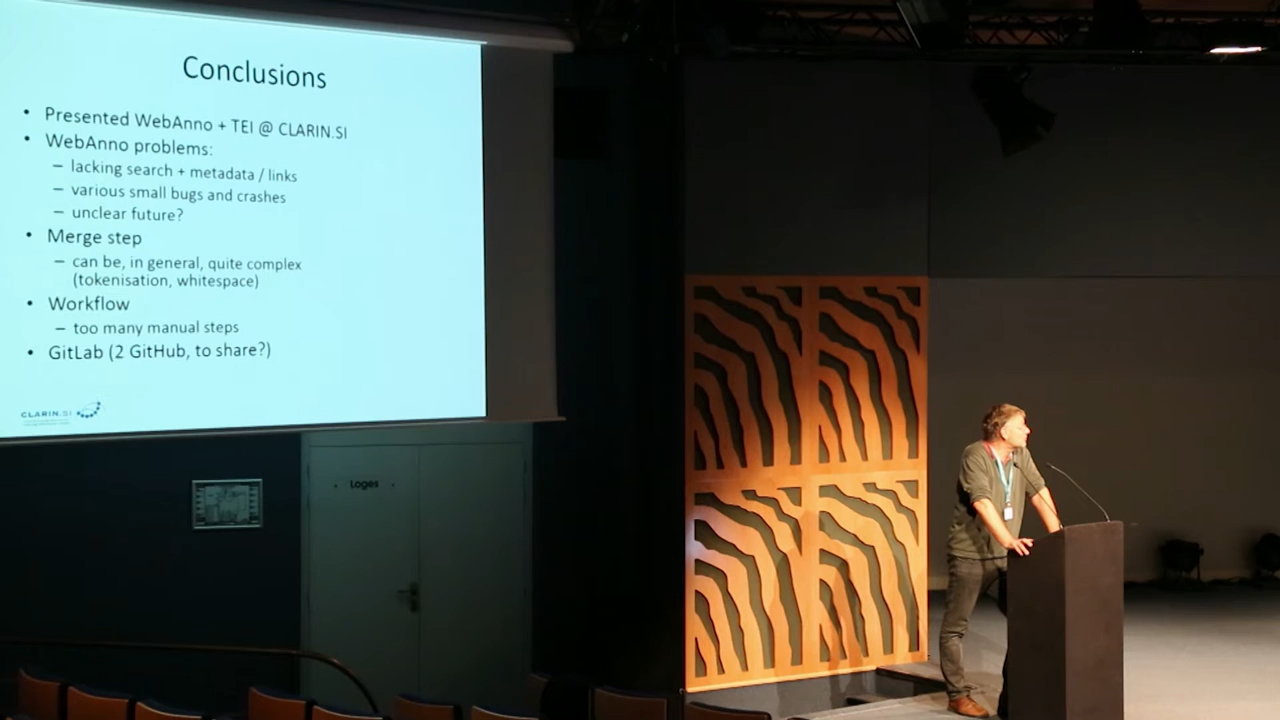 Conclusions
• Presented WebAnno + TEI @ CLARIN.SI
• WebAnno problems:
– lacking search + metadata / links
– various small bugs and crashes
– unclear future?
• Merge step
– can be, in general, quite complex
(tokenisation, whitespace)
• Workflow
– too many manual steps
• GitLab (2 GitHub, to share?)
CLARIN.SI
Loges